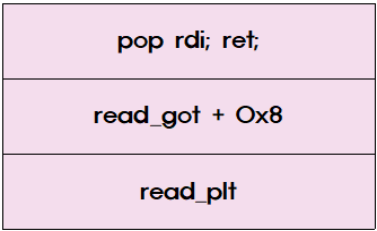 pop rdi; ret;
read_got + 0x8
read_plt